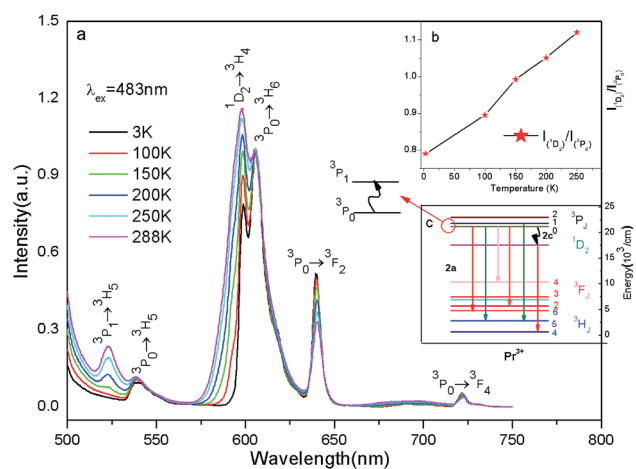 a
λex=483nm
3K
100K
150K
200K
250K
288K
1D2→3H4
3P0→3H6
3P1→3H5
3P0→3H5
3P0→3F2
3P0→3F4
Intensity(a.u.)
1.5
1.2
0.9
0.6
0.3
0.0
500
550
600
650
700
750
800
Wavelength(nm)
b
1.1
1.0
0.9
0.8
I(1D2)/I(3P0)
0
50
100
150
200
250
Temperature (K)
I(1D2)/I(3P0)
3P1
3P0
c
2
1
0
3PJ
2c
1D2
2a
4
3
2
6
3FJ
5
4
3HJ
25
20
15
10
5
0
Energy(10³/cm)
Pr3+